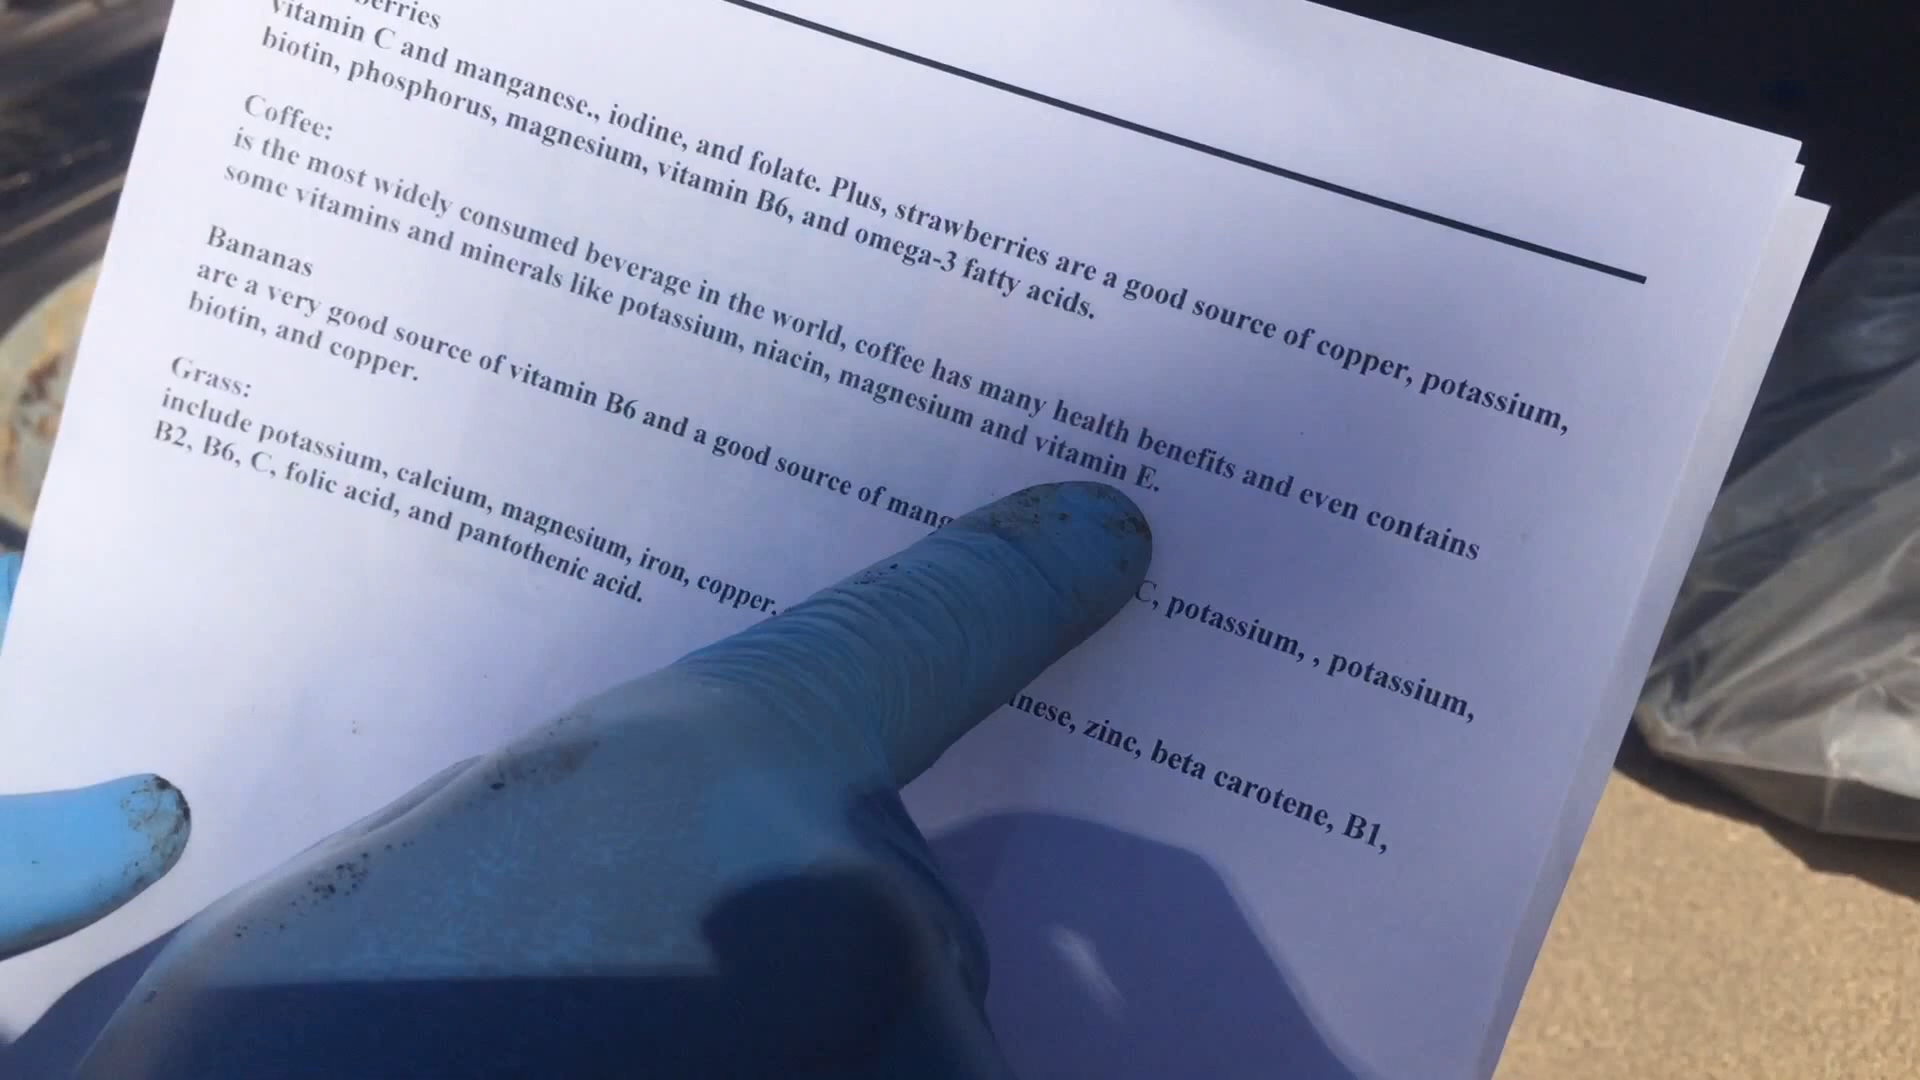 vitamin C and manganese., iodine, and folate. Plus, strawberries are a good source of copper, potassium,
biotin, phosphorus, magnesium, vitamin B6, and omega-3 fatty acids.
Coffee:
is the most widely consumed beverage in the world, coffee has many health benefits and even contains
some vitamins and minerals like potassium, niacin, magnesium and vitamin E.
Bananas
are a very good source of vitamin B6 and a good source of C, potassium, , potassium,
biotin, and copper.
Grass:
include potassium, calcium, magnesium, iron, copper, zinc, beta carotene, B1,
B2, B6, C, folic acid, and pantothenic acid.